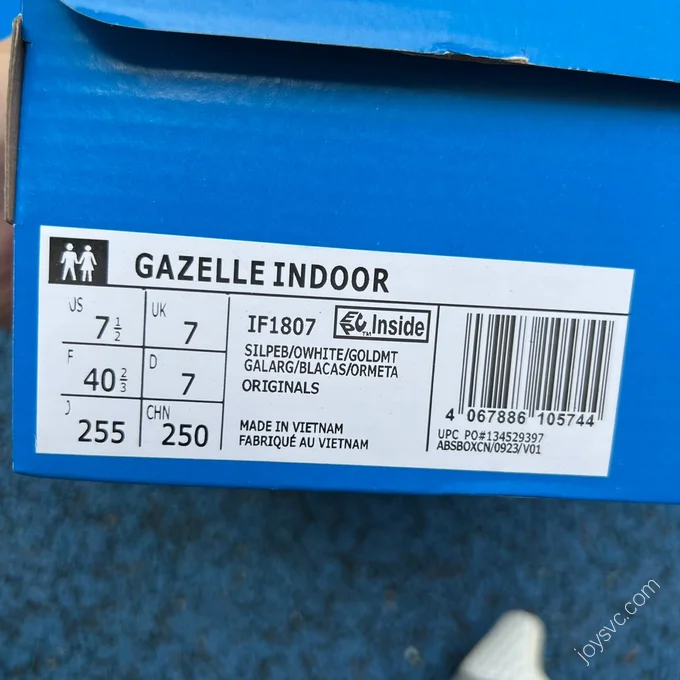 GAZELLE INDOOR
US 7 1/2 UK 7
F 40 2/3 D 7
J 255 CHN 250
IF1807 Inside
TM
SILPEB/OWHITE/GOLDMT
GALARG/BLACAS/ORMETA
ORIGINALS
MADE IN VIETNAM
FABRIQUÉ AU VIETNAM
4 067886 105744
UPC PO#134529397
ABSBOXCN/0923/V01
joysvc.com